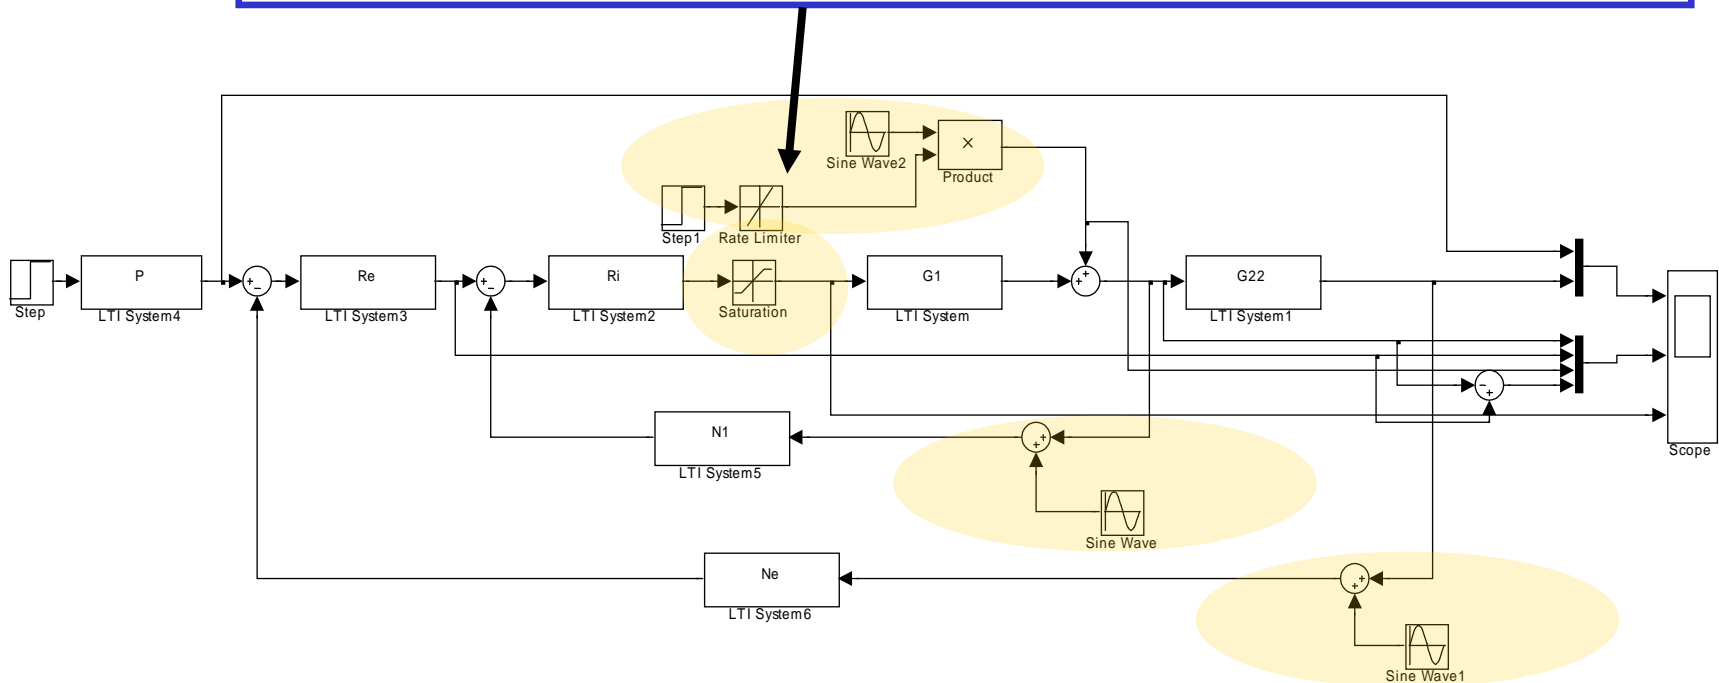 Sine Wave2
×
Product
Step1
Rate Limiter
Step
P
LTI System4
+
−
Re
LTI System3
+
−
Ri
LTI System2
Saturation
G1
LTI System
+
+
G22
LTI System1
−
+
Scope
N1
LTI System5
+
+
Sine Wave
Ne
LTI System6
+
+
Sine Wave1